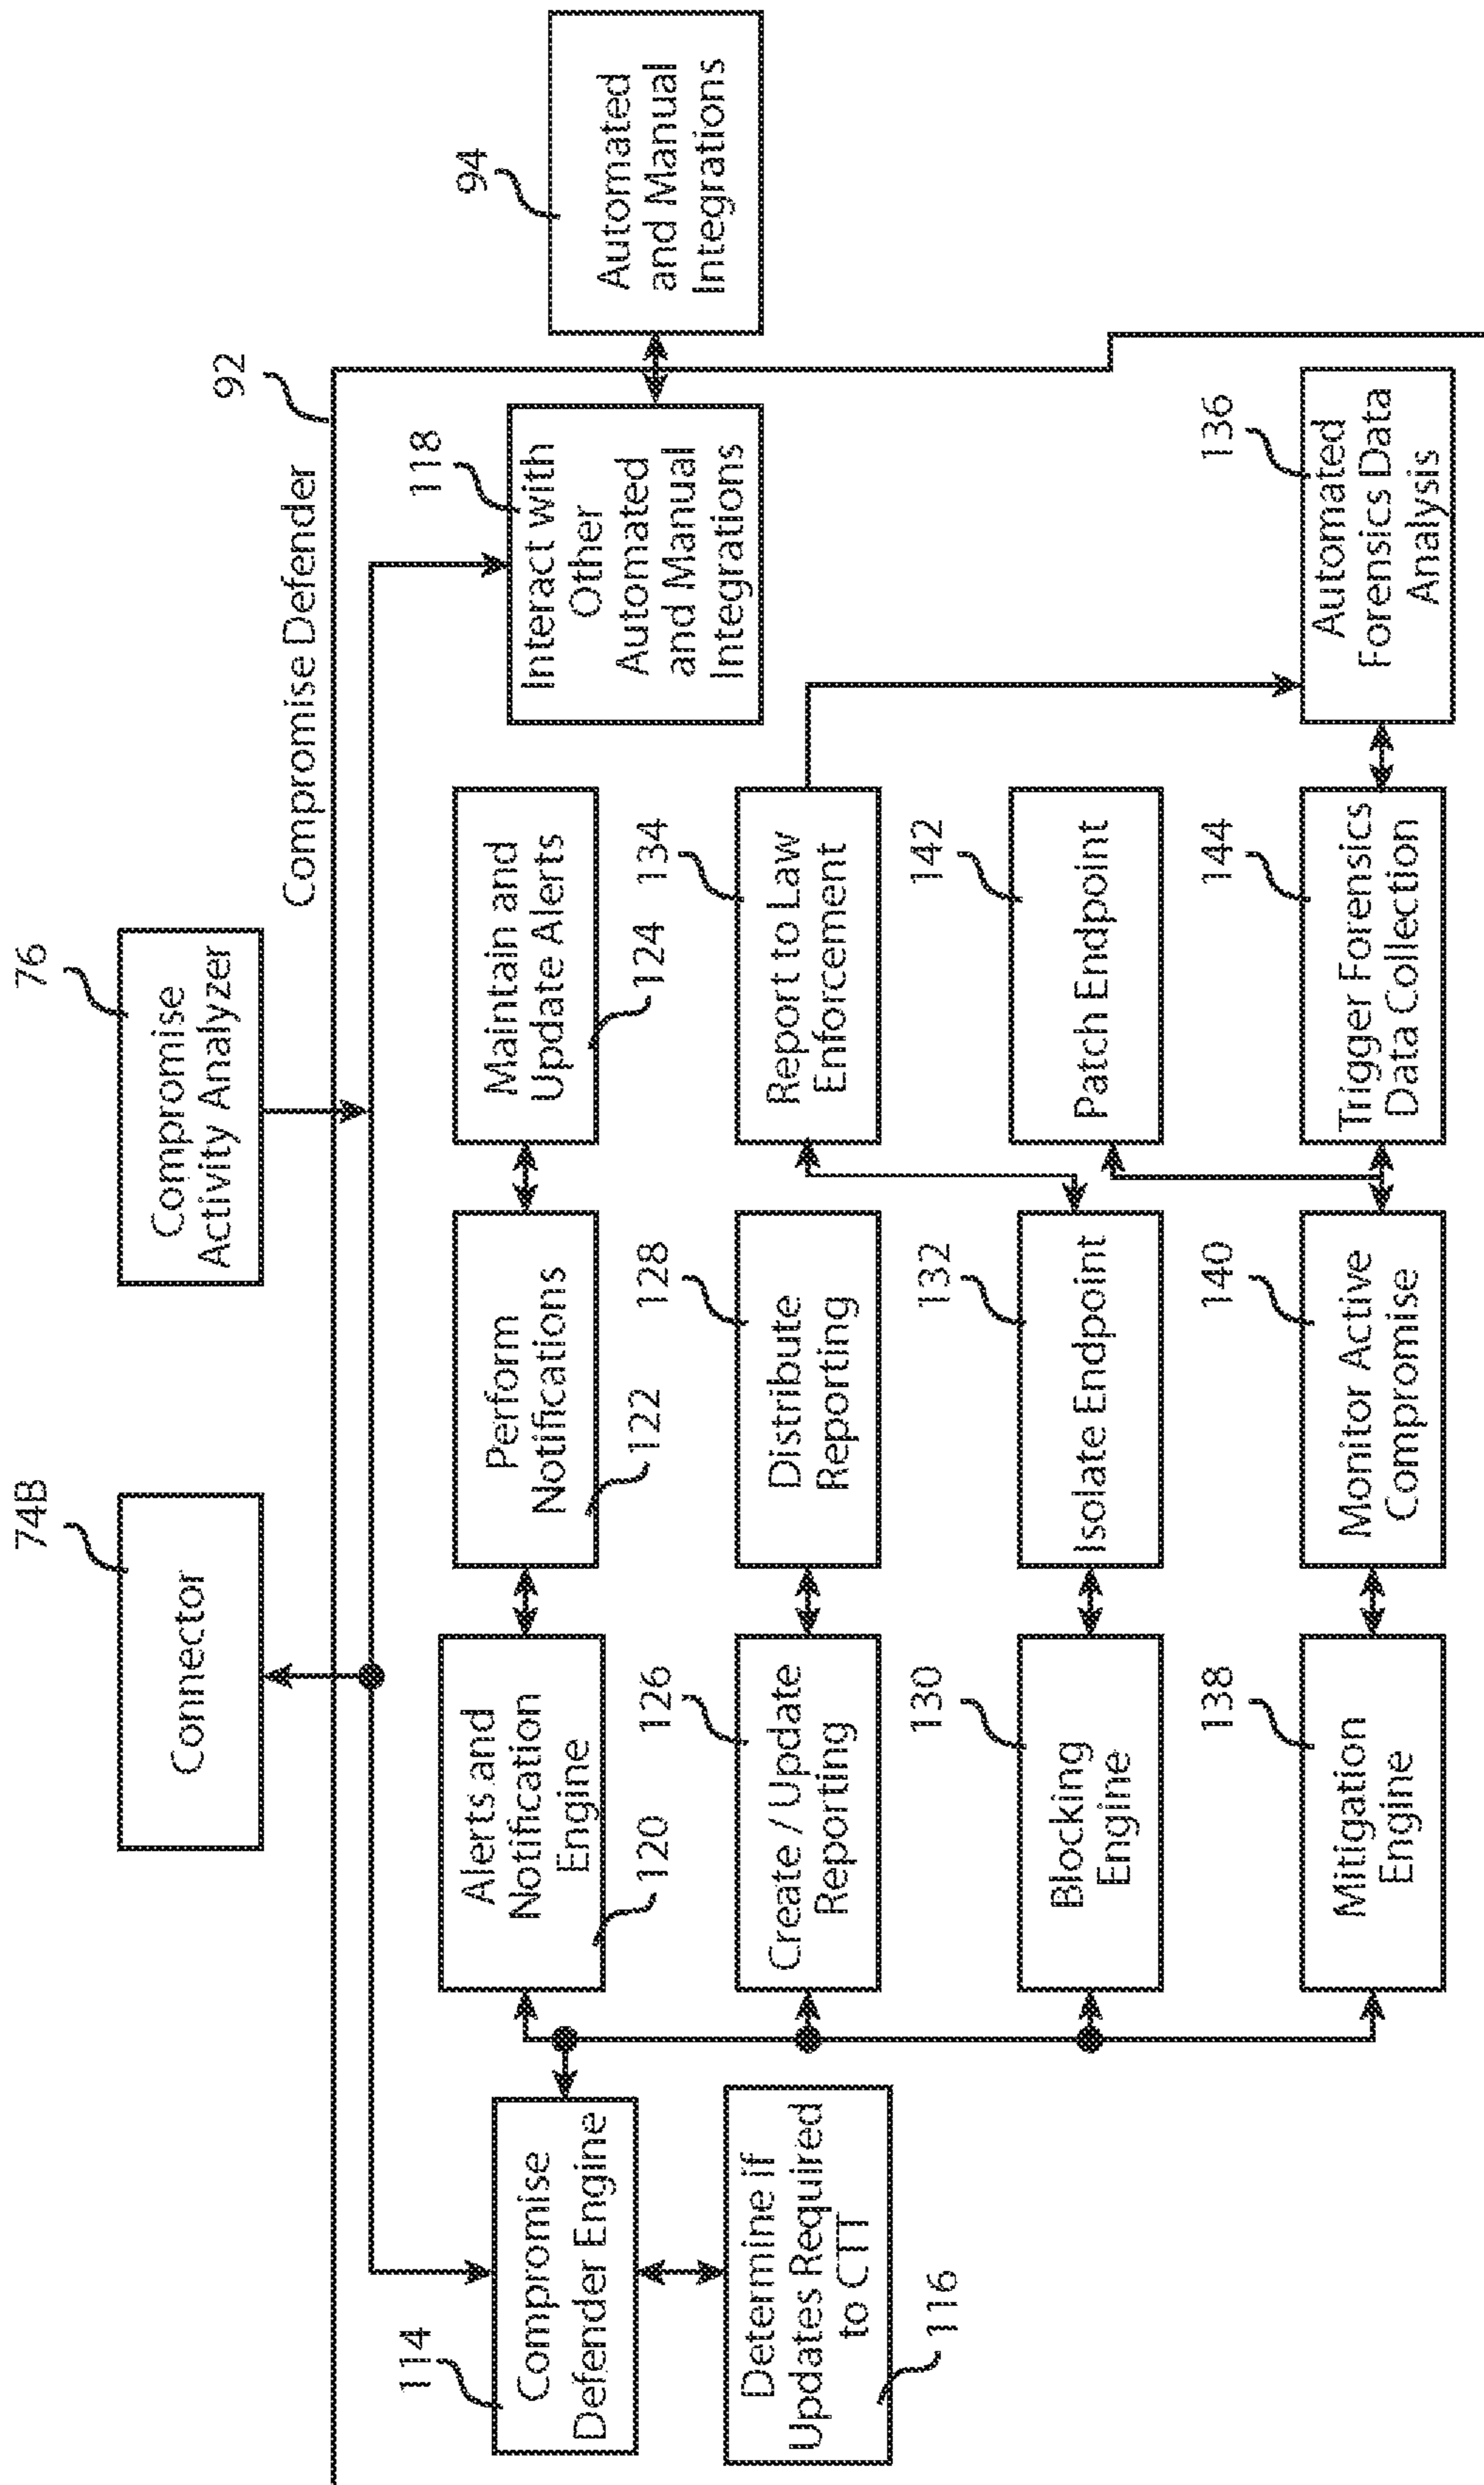 74B
Connector
76
Compromise
Activity Analyzer
92
Compromise Defender
94
Automated
and Manual
Integrations
114
Compromise
Defender Engine
Determine if
Updates Required
to CTT
116
118
Interact with
Other
Automated
and Manual
Integrations
Alerts and
Notification
Engine
120
Perform
Notifications
122
Maintain and
Update Alerts
124
126
Create / Update
Reporting
128
Distribute
Reporting
134
Report to Law
Enforcement
130
Blocking
Engine
132
Isolate Endpoint
142
Patch Endpoint
138
Mitigation
Engine
140
Monitor Active
Compromise
144
Trigger Forensics
Data Collection
136
Automated
Forensics Data
Analysis